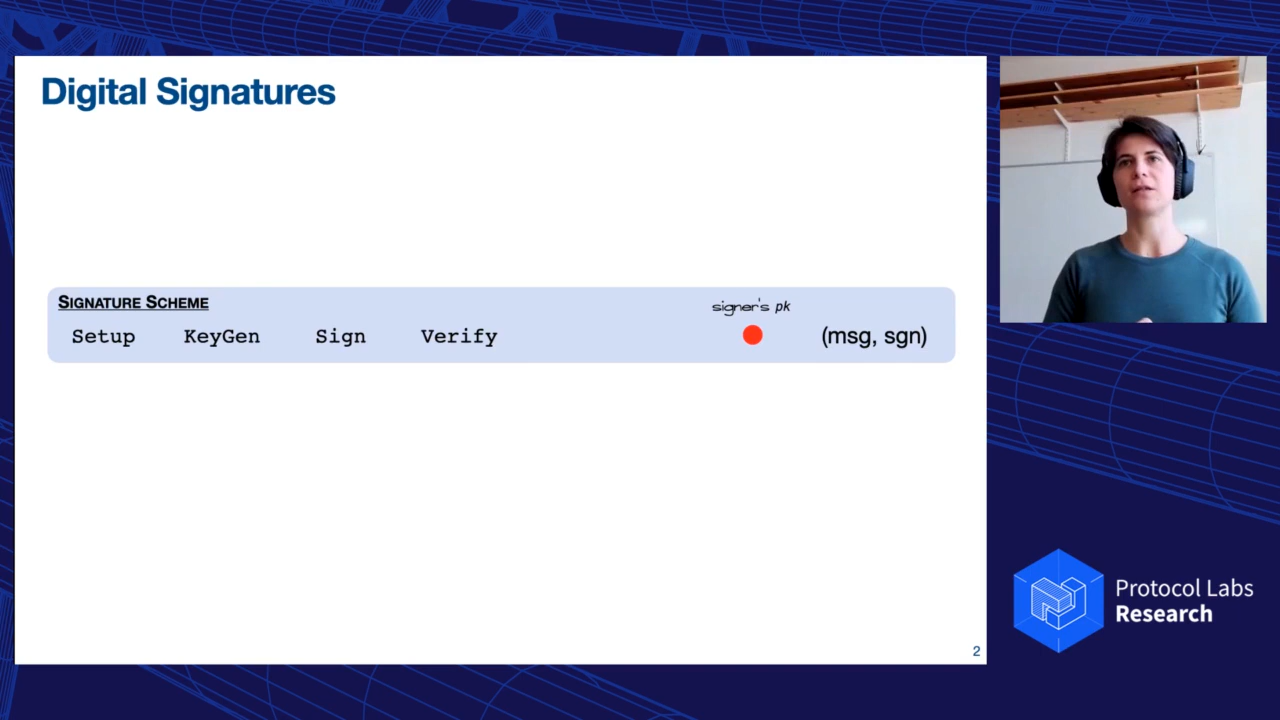 Digital Signatures
SIGNATURE SCHEME
signer's pk
Setup KeyGen Sign Verify (msg, sgn)
2
Protocol Labs
Research